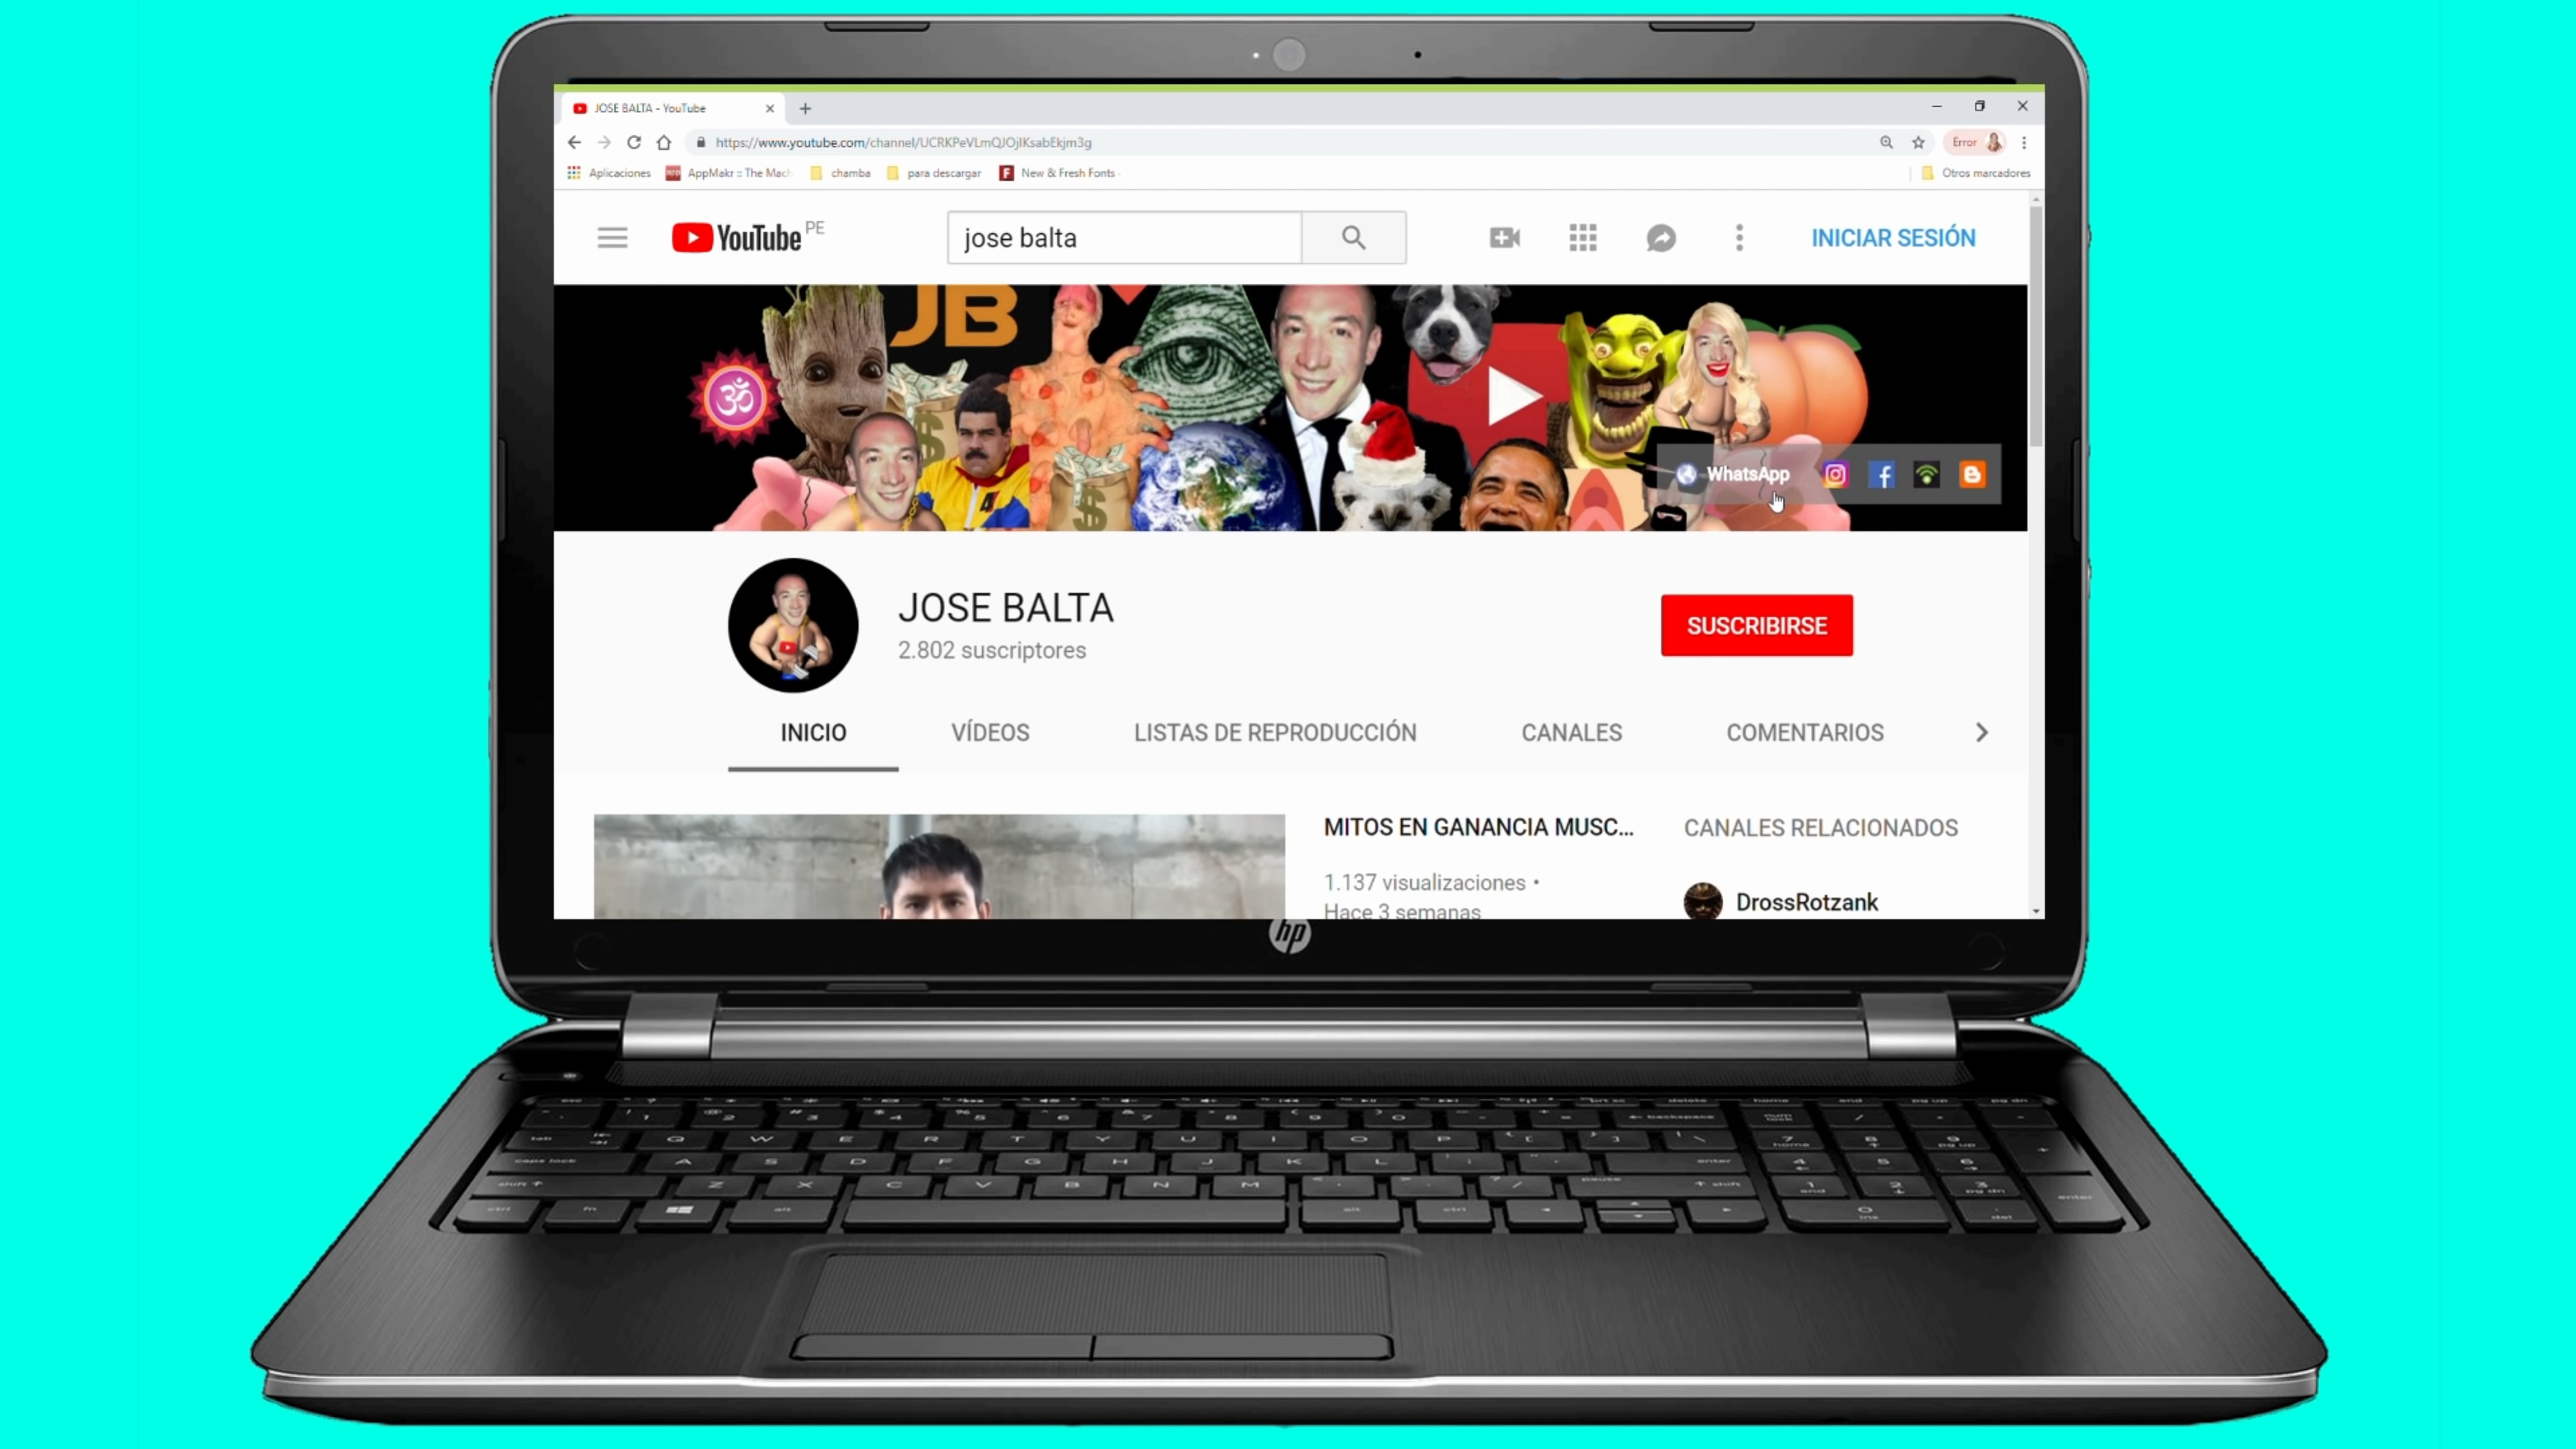 JOSE BALTA - YouTube
https://www.youtube.com/channel/UCRKPeVLmQJOjIKsabEkjm3g
Error
Aplicaciones
AppMakr :: The Mach
chamba
para descargar
New & Fresh Fonts
Otros marcadores
YouTube PE
jose balta
INICIAR SESIÓN
JB
WhatsApp
JOSE BALTA
2.802 suscriptores
SUSCRIBIRSE
INICIO
VÍDEOS
LISTAS DE REPRODUCCIÓN
CANALES
COMENTARIOS
MITOS EN GANANCIA MUSC...
CANALES RELACIONADOS
1.137 visualizaciones •
Hace 3 semanas
DrossRotzank
hp
Q W E R T Y U I O P
caps lock A S D F G H J K L enter
Z X C V B N M